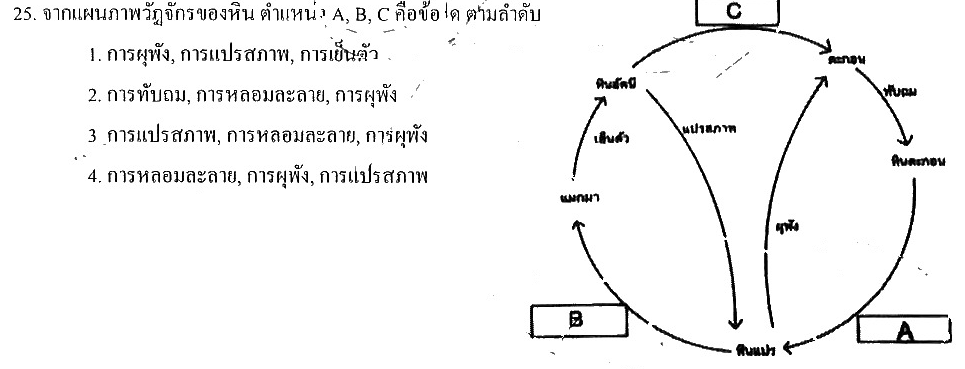 25. จากแผนภาพวัฏจักรของหิน ตำแหน่ง A, B, C คือข้อใด ตามลำดับ
1. การผุพัง, การแปรสภาพ, การเย็นตัว
2. การทับถม, การหลอมละลาย, การผุพัง
3 การแปรสภาพ, การหลอมละลาย, การผุพัง
4. การหลอมละลาย, การผุพัง, การแปรสภาพ
C
ตะกอน
หินอัคนี
ทับถม
แปรสภาพ
เย็นตัว
หินตะกอน
แมกมา
ผุพัง
B
A
หินแปร